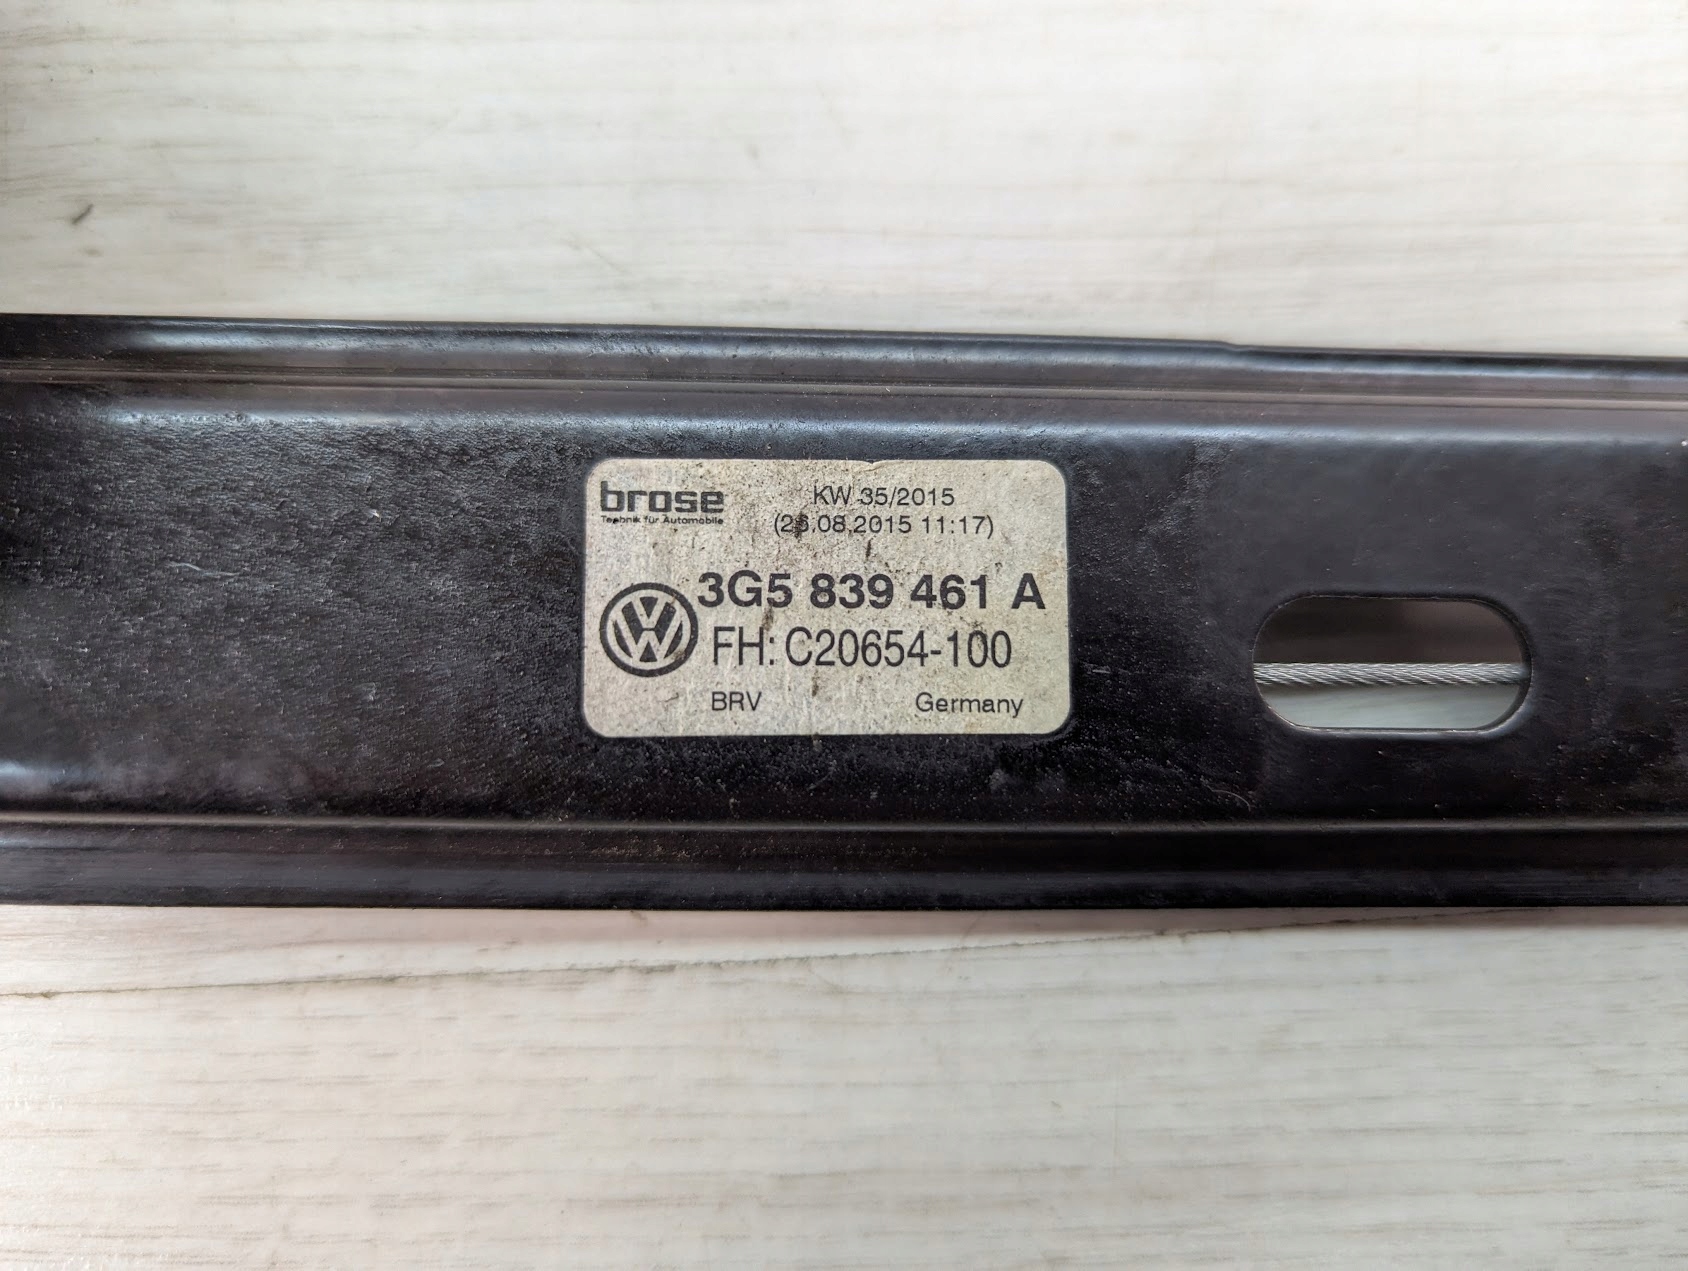 brose
Technik für Automobile
KW 35/2015
08.2015 11:17)
3G5 839 461 A
FH: C20654-100
BRV
Germany